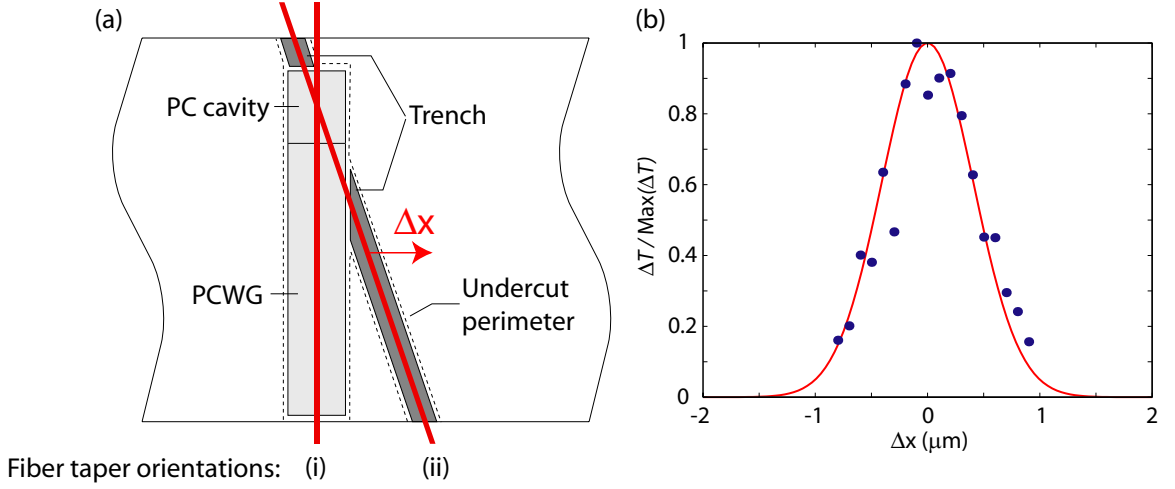 (a)
PC cavity
Trench
Δx
PCWG
Undercut
perimeter
Fiber taper orientations: (i) (ii)
(b)
ΔT / Max(ΔT)
1
0.8
0.6
0.4
0.2
0
-2 -1 0 1 2
Δx (μm)